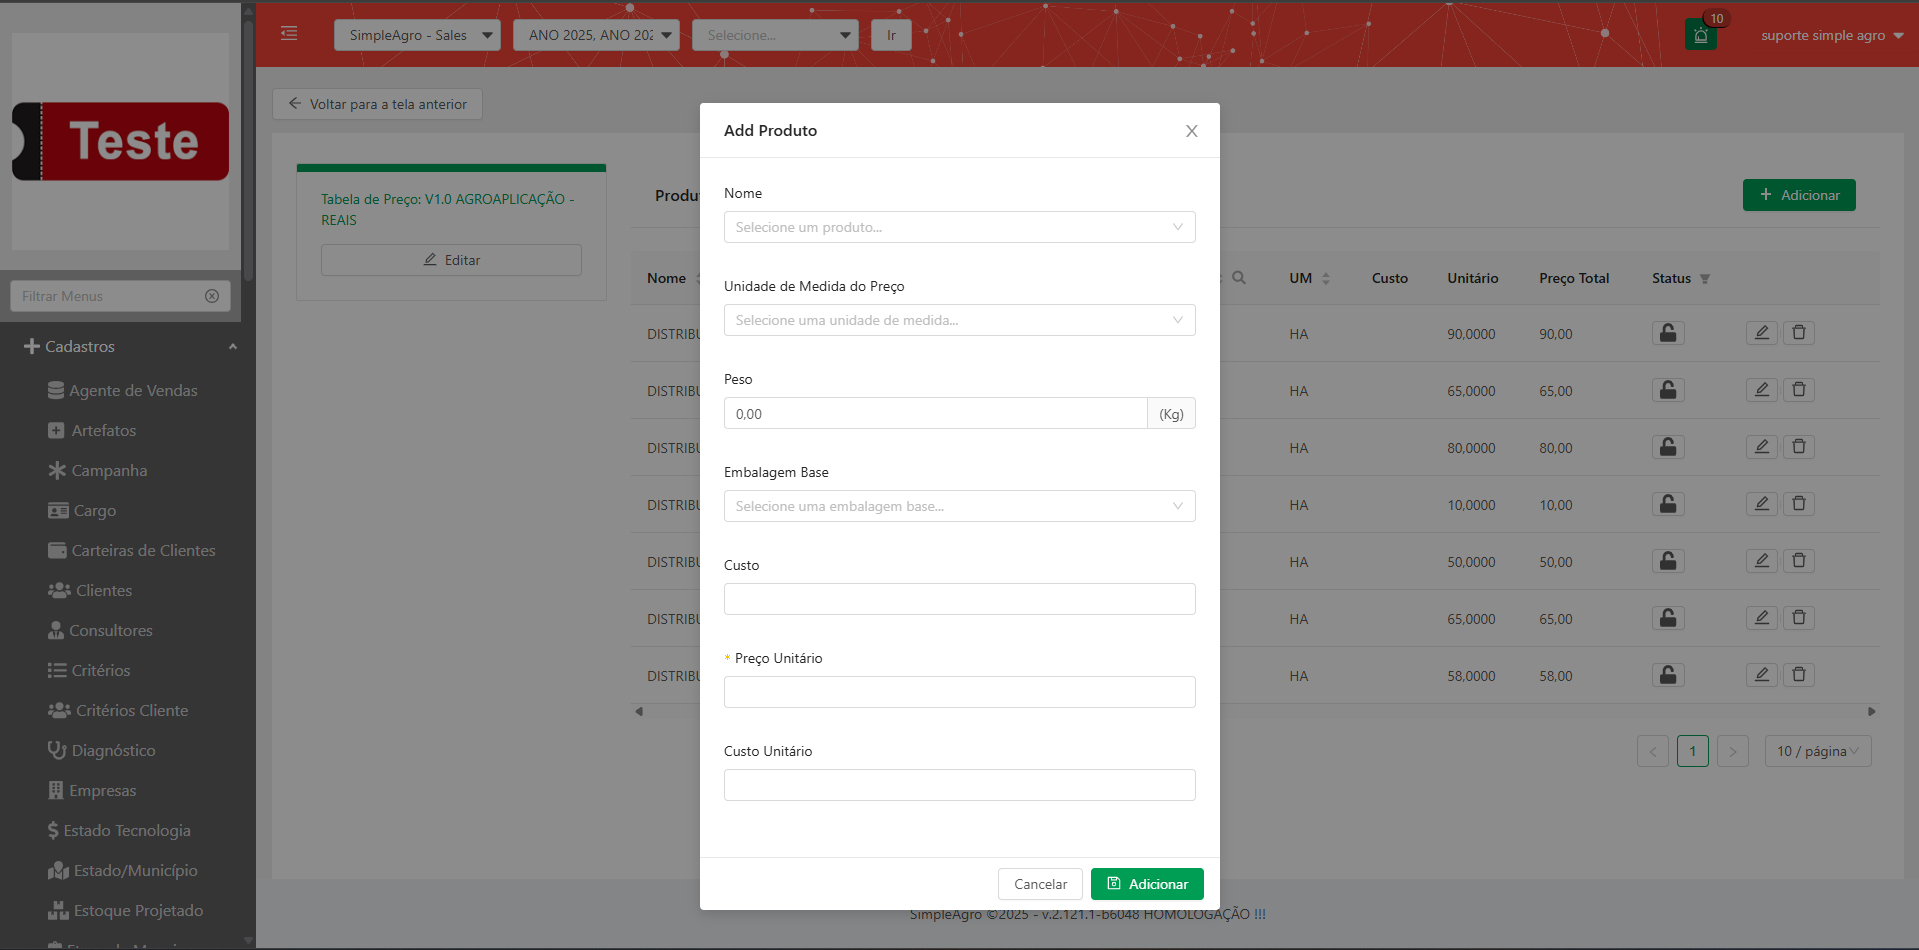 SimpleAgro - Sales
ANO 2025, ANO 202
Selecione...
Ir
10
suporte simple agro
Teste
Filtrar Menus
Cadastros
Agente de Vendas
Artefatos
Campanha
Cargo
Carteiras de Clientes
Clientes
Consultores
Critérios
Critérios Cliente
Diagnóstico
Empresas
Estado Tecnologia
Estado/Município
Estoque Projetado
Voltar para a tela anterior
Tabela de Preço: V1.0 AGROAPLICAÇÃO -
REAIS
Editar
Produ
Adicionar
Nome UM Custo Unitário Preço Total Status
DISTRIBU HA 90,0000 90,00
DISTRIBU HA 65,0000 65,00
DISTRIBU HA 80,0000 80,00
DISTRIBU HA 10,0000 10,00
DISTRIBU HA 50,0000 50,00
DISTRIBU HA 65,0000 65,00
DISTRIBU HA 58,0000 58,00
< 1 > 10 / página
Add Produto
Nome
Selecione um produto...
Unidade de Medida do Preço
Selecione uma unidade de medida...
Peso
0,00 (Kg)
Embalagem Base
Selecione uma embalagem base...
Custo
* Preço Unitário
Custo Unitário
Cancelar
Adicionar
SimpleAgro ©2025 - v.2.121.1-b6048 HOMOLOGAÇÃO !!!